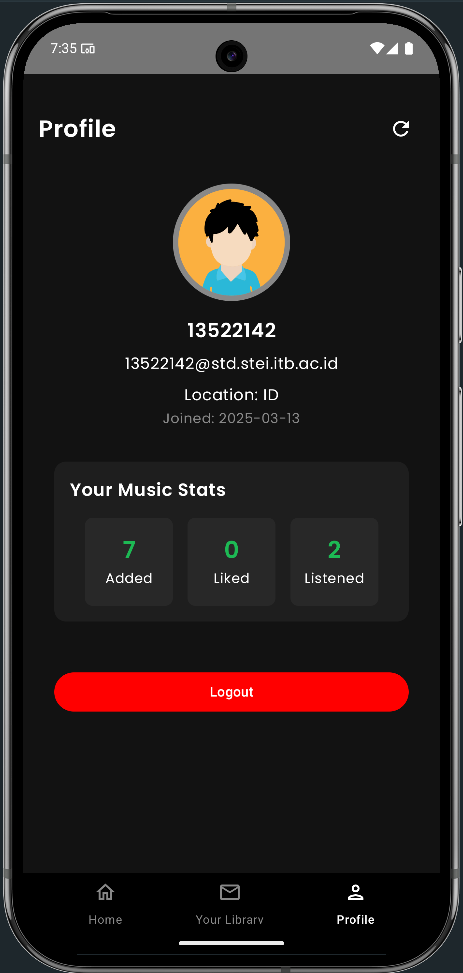 7:35
Profile
13522142
13522142@std.stei.itb.ac.id
Location: ID
Joined: 2025-03-13
Your Music Stats
7 0 2
Added Liked Listened
Logout
Home Your Library Profile